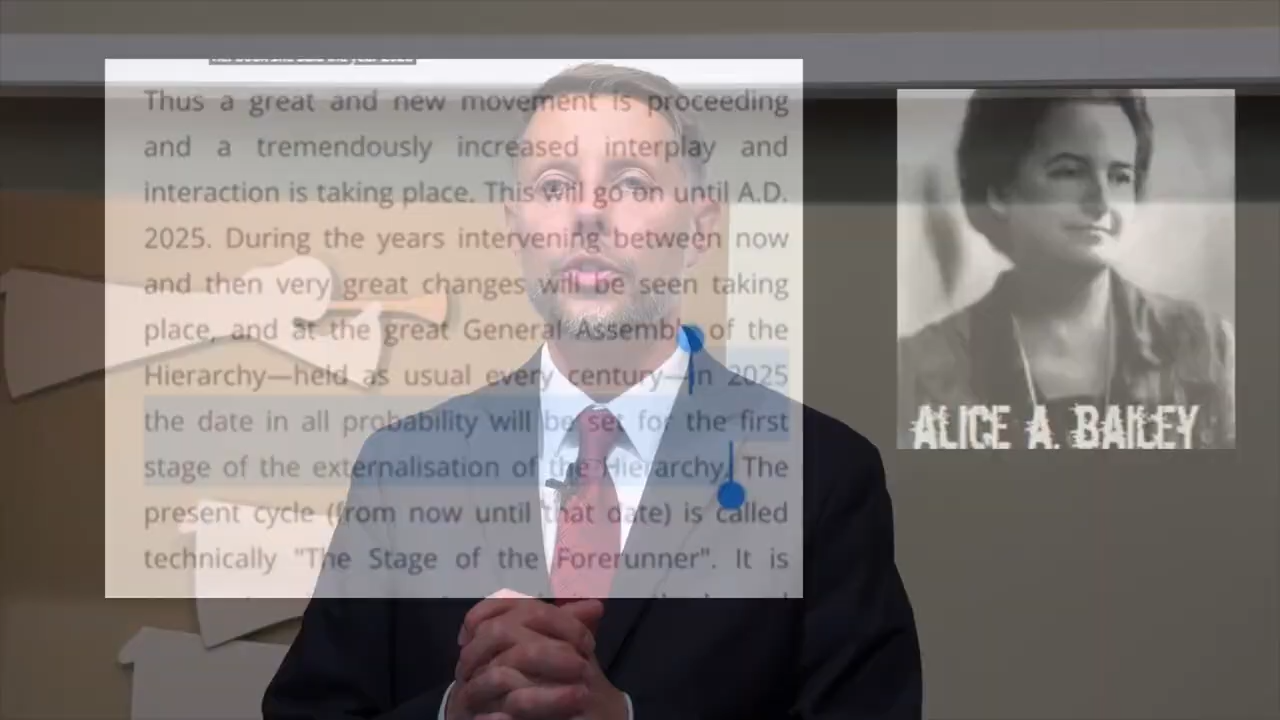 Thus a great and new movement is proceeding
and a tremendously increased interplay and
interaction is taking place. This will go on until A.D.
2025. During the years intervening between now
and then very great changes will be seen taking
place, and at the great General Assembly of the
Hierarchy—held as usual every century—in 2025
the date in all probability will be set for the first
stage of the externalisation of the Hierarchy. The
present cycle (from now until that date) is called
technically "The Stage of the Forerunner". It is
ALICE A. BAILEY